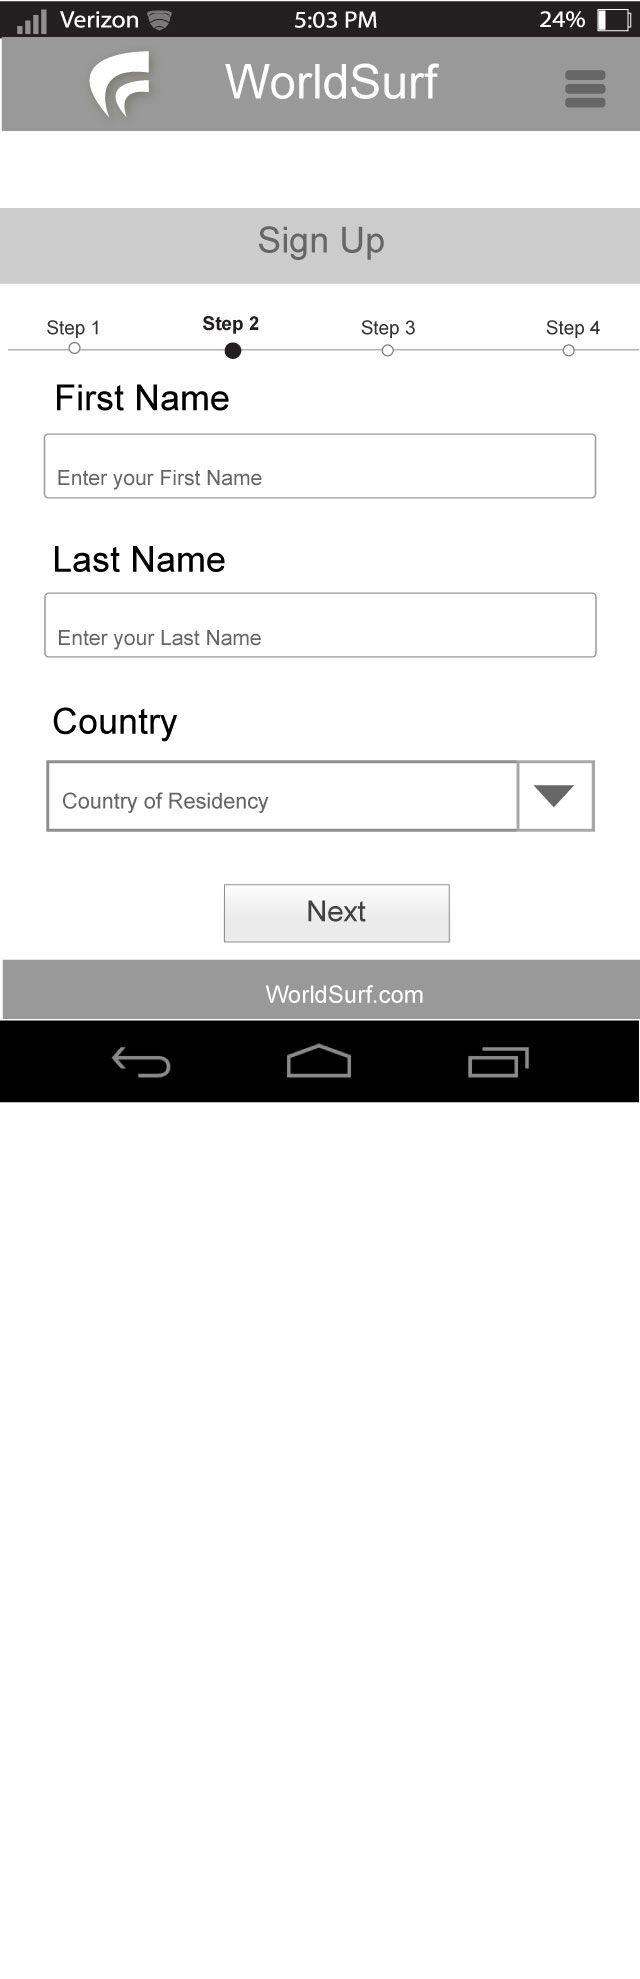 Verizon 5:03 PM 24%
WorldSurf
Sign Up
Step 1 Step 2 Step 3 Step 4
First Name
Enter your First Name
Last Name
Enter your Last Name
Country
Country of Residency
Next
WorldSurf.com